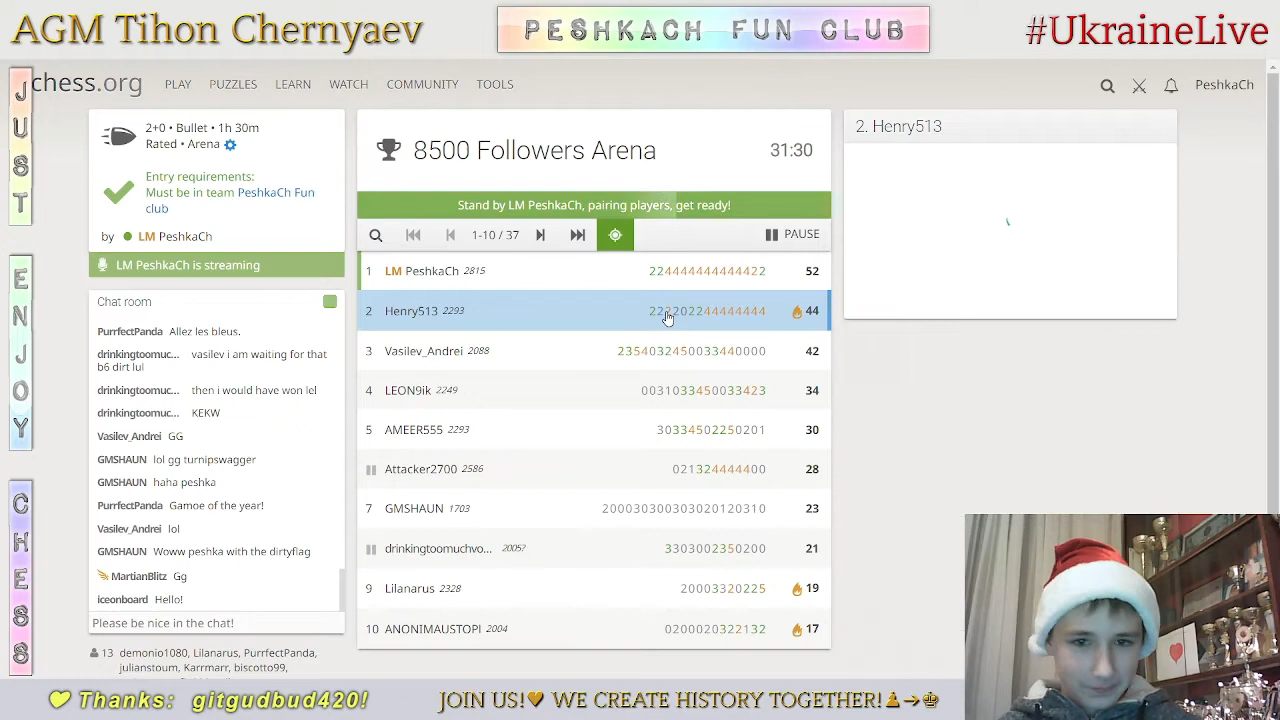 AGM Tihon Chernyaev
PESHKACH FUN CLUB
#UkraineLive
JUST
ENJOY
CHESS
chess.org
PLAY PUZZLES LEARN WATCH COMMUNITY TOOLS
PeshkaCh
2+0 • Bullet • 1h 30m
Rated • Arena
Entry requirements:
Must be in team PeshkaCh Fun
club
by LM PeshkaCh
LM PeshkaCh is streaming
Chat room
PurrfectPanda Allez les bleus.
drinkingtoomuc... vasilev i am waiting for that
b6 dirt lul
drinkingtoomuc... then i would have won lel
drinkingtoomuc... KEKW
Vasilev_Andrei GG
GMSHAUN lol gg turnipswagger
GMSHAUN haha peshka
PurrfectPanda Gamoe of the year!
Vasilev_Andrei lol
GMSHAUN Woww peshka with the dirtyflag
MartianBlitz Gg
iceonboard Hello!
Please be nice in the chat!
13 demonio1080, Lilanarus, PurrfectPanda,
julianstoum, Karrmarr, biscotto99,
8500 Followers Arena 31:30
Stand by LM PeshkaCh, pairing players, get ready!
1-10 / 37 PAUSE
1 LM PeshkaCh 2815 2244444444444422 52
2 Henry513 2293 44
3 Vasilev_Andrei 2088 2354032450033440000 42
4 LEON9ik 2249 0031033450033423 34
5 AMEER555 2293 30334502250201 30
Attacker2700 2586 021324444400 28
7 GMSHAUN 1703 200030300303020120310 23
drinkingtoomuchvo... 2005? 3303002350200 21
9 Lilanarus 2328 20003320225 19
10 ANONIMAUSTOPI 2004 0200020322132 17
2. Henry513
Thanks: gitgudbud420!
JOIN US! WE CREATE HISTORY TOGETHER!